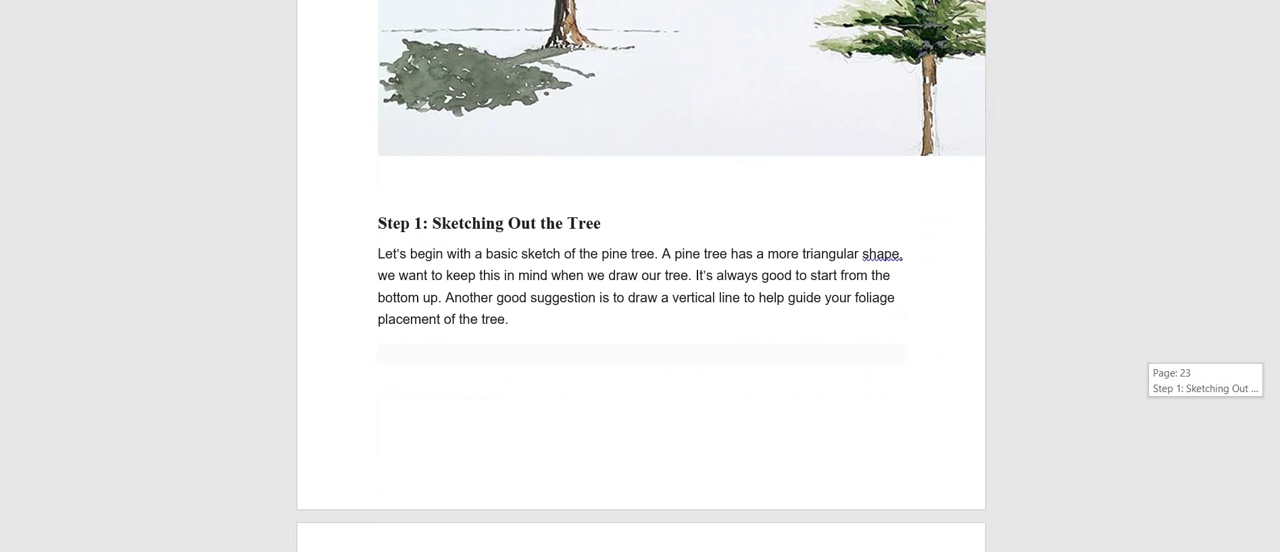 Step 1: Sketching Out the Tree
Let's begin with a basic sketch of the pine tree. A pine tree has a more triangular shape,
we want to keep this in mind when we draw our tree. It's always good to start from the
bottom up. Another good suggestion is to draw a vertical line to help guide your foliage
placement of the tree.
Page: 23
Step 1: Sketching Out ...